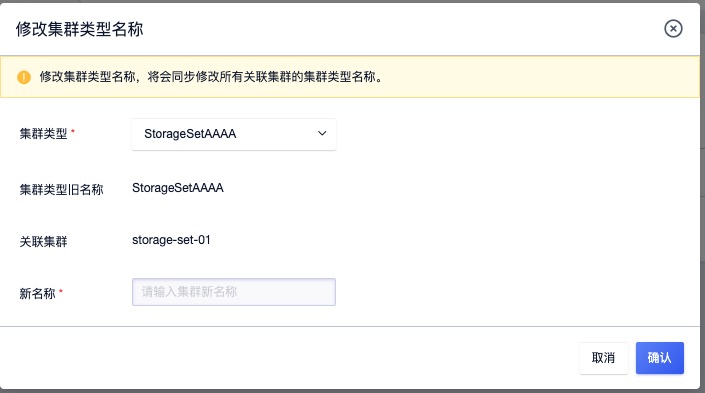 修改集群类型名称
修改集群类型名称，将会同步修改所有关联集群的集群类型名称。
集群类型 * StorageSetAAAA
集群类型旧名称 StorageSetAAAA
关联集群 storage-set-01
新名称 * 请输入集群新名称
取消 确认